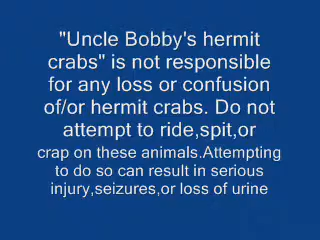 "Uncle Bobby's hermit
crabs" is not responsible
for any loss or confusion
of/or hermit crabs. Do not
attempt to ride,spit,or
crap on these animals.Attempting
to do so can result in serious
injury,seizures,or loss of urine